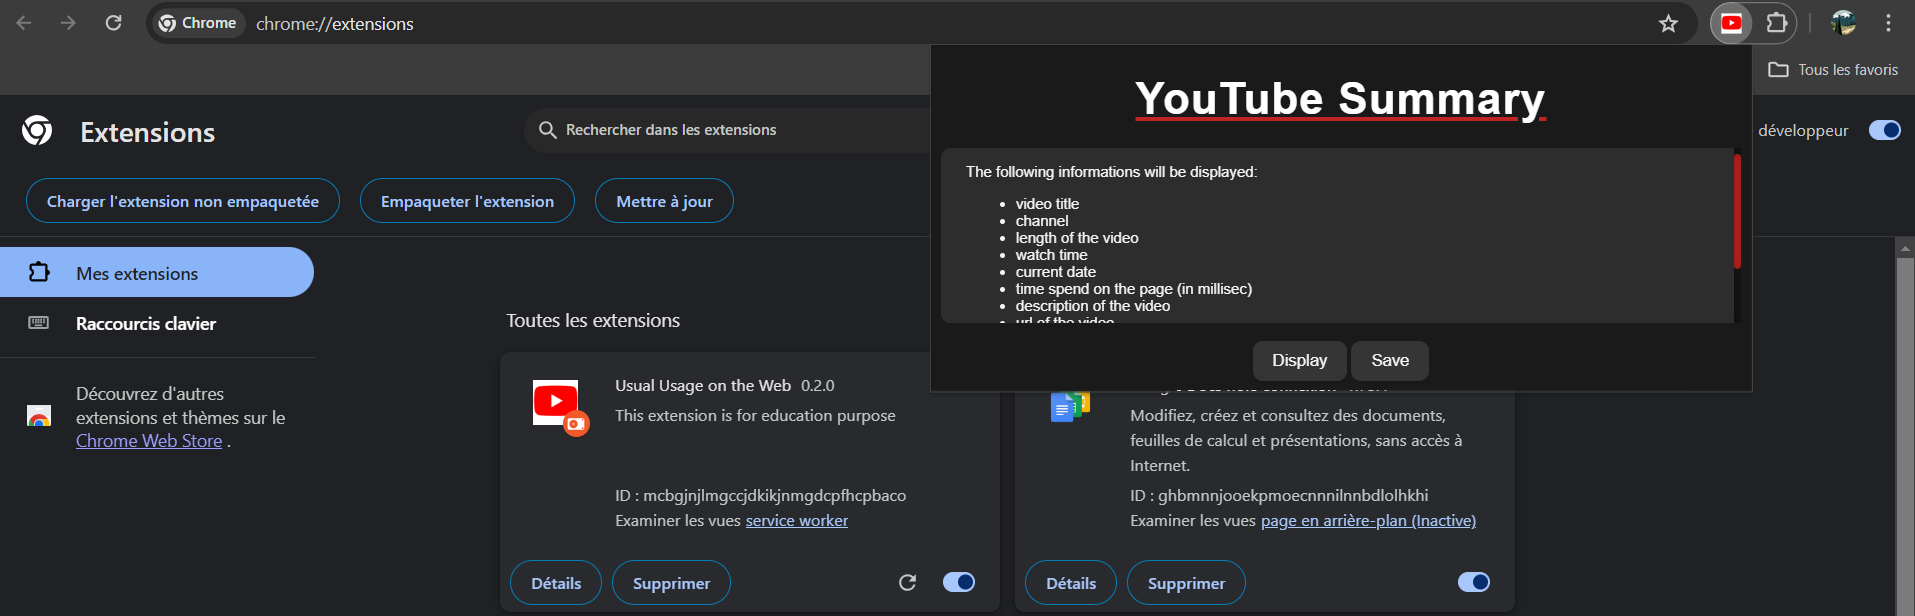 Chrome
chrome://extensions
Tous les favoris
YouTube Summary
Extensions
Rechercher dans les extensions
développeur
The following informations will be displayed:
Charger l'extension non empaquetée
Empaqueter l'extension
Mettre à jour
• video title
• channel
• length of the video
• watch time
• current date
• time spend on the page (in millisec)
• description of the video
• url of the video
Display
Save
Mes extensions
Raccourcis clavier
Découvrez d'autres
extensions et thèmes sur le
Chrome Web Store .
Toutes les extensions
Usual Usage on the Web 0.2.0
This extension is for education purpose
ID : mcbgjnjlmgccjdkikjnmgdcpfhcpbaco
Examiner les vues service worker
Détails
Supprimer
Modifiez, créez et consultez des documents,
feuilles de calcul et présentations, sans accès à
Internet.
ID : ghbmnnjooekpmoecnnnilnnbdlolhkhi
Examiner les vues page en arrière-plan (Inactive)
Détails
Supprimer